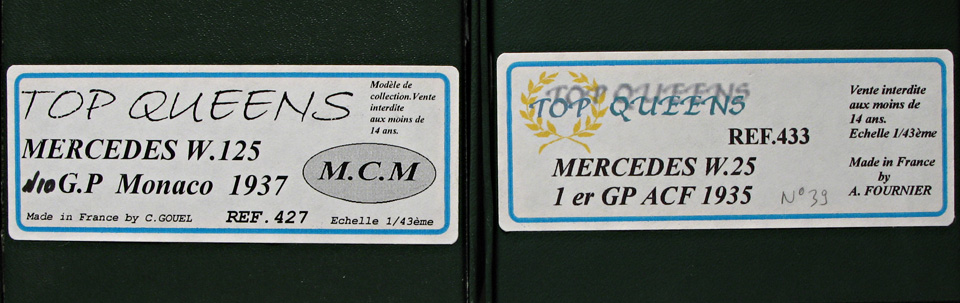 TOP QUEENS
Modèle de
collection.Vente
interdite
aux moins de
14 ans.
MERCEDES W.125
n10 G.P Monaco 1937
M.C.M
Made in France by C.GOUEL
REF.427
Echelle 1/43ème
TOP QUEENS
Vente interdite
aux moins de
14 ans.
Echelle 1/43ème
REF.433
MERCEDES W.25
1 er GP ACF 1935
N° 39
Made in France
by
A. FOURNIER